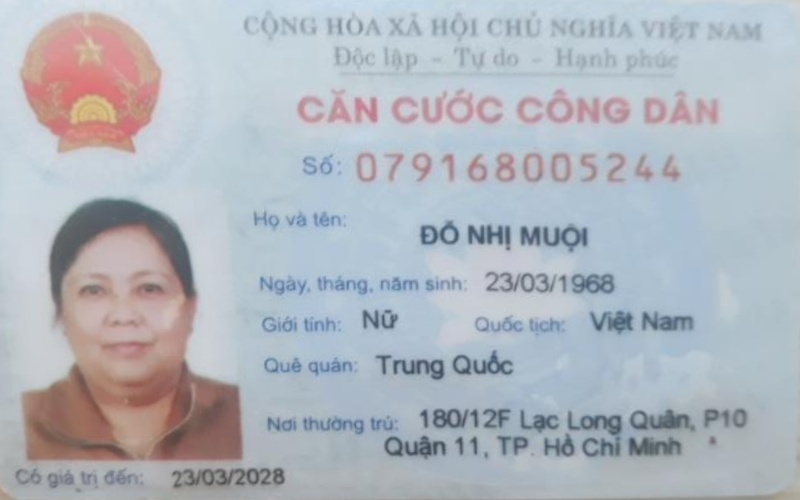 CỘNG HÒA XÃ HỘI CHỦ NGHĨA VIỆT NAM
Độc lập - Tự do - Hạnh phúc
CĂN CƯỚC CÔNG DÂN
Số: 079168005244
Họ và tên: ĐỖ NHỊ MUỘI
Ngày, tháng, năm sinh: 23/03/1968
Giới tính: Nữ Quốc tịch: Việt Nam
Quê quán: Trung Quốc
Nơi thường trú: 180/12F Lạc Long Quân, P10
Quận 11, TP. Hồ Chí Minh
Có giá trị đến: 23/03/2028